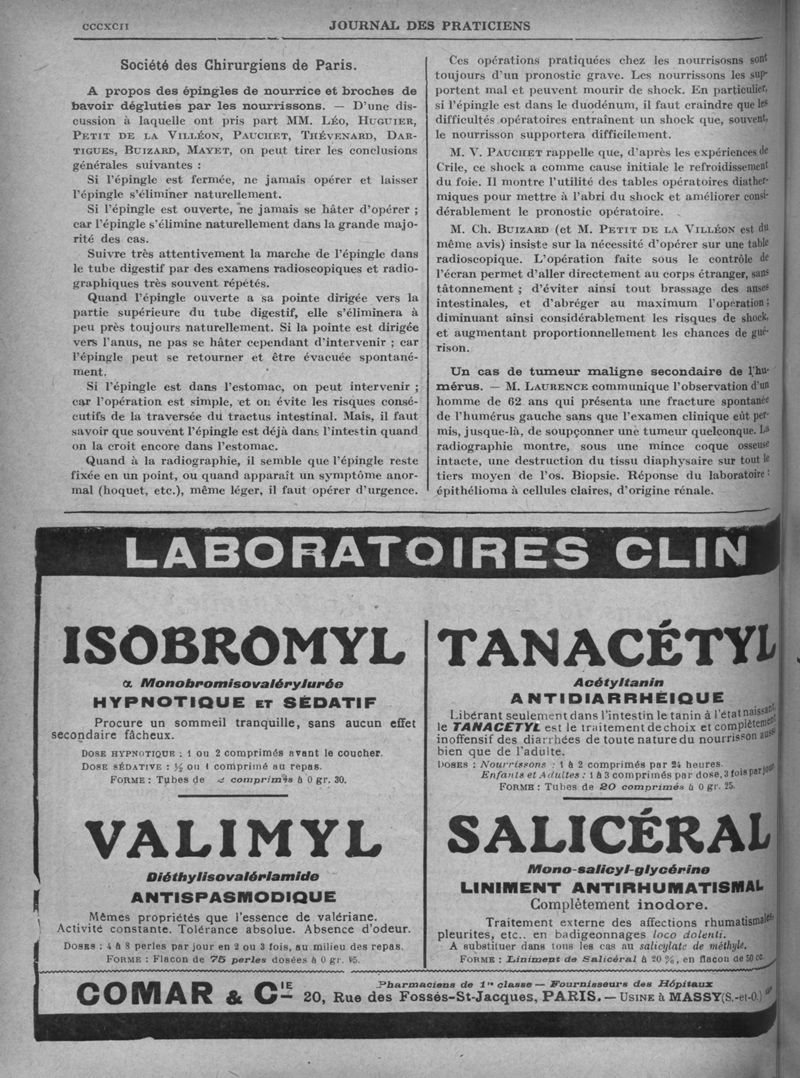 CCCXCII
JOURNAL DES PRATICIENS
Société des Chirurgiens de Paris.
A propos des épingles de nourrice et broches de
bavoir dégluties par les nourrissons. — D'une dis-
cussion à laquelle ont pris part MM. Léo, Huguier,
Petit de la Villéon, Pauchet, Thévenard, Dar-
tigues, Buizard, Mayet, on peut tirer les conclusions
générales suivantes :
Si l'épingle est fermée, ne jamais opérer et laisser
l'épingle s'éliminer naturellement.
Si l'épingle est ouverte, ne jamais se hâter d'opérer ;
car l'épingle s'élimine naturellement dans la grande majo-
rité des cas.
Suivre très attentivement la marche de l'épingle dans
le tube digestif par des examens radioscopiques et radio-
graphiques très souvent répétés.
Quand l'épingle ouverte a sa pointe dirigée vers la
partie supérieure du tube digestif, elle s'éliminera à
peu près toujours naturellement. Si la pointe est dirigée
vers l'anus, ne pas se hâter cependant d'intervenir ; car
l'épingle peut se retourner et être évacuée spontané-
ment.
Si l'épingle est dans l'estomac, on peut intervenir ;
car l'opération est simple, et on évite les risques consé-
cutifs de la traversée du tractus intestinal. Mais, il faut
savoir que souvent l'épingle est déjà dans l'intestin quand
on la croit encore dans l'estomac.
Quand à la radiographie, il semble que l'épingle reste
fixée en un point, ou quand apparaît un symptôme anor-
mal (hoquet, etc.), même léger, il faut opérer d'urgence.
Ces opérations pratiquées chez les nourrisosns sont
toujours d'un pronostic grave. Les nourrissons les sup-
portent mal et peuvent mourir de shock. En particulier,
si l'épingle est dans le duodénum, il faut craindre que les
difficultés opératoires entraînent un shock que, souvent,
le nourrisson supportera difficilement.
M. V. Pauchet rappelle que, d'après les expériences de
Crile, ce shock a comme cause initiale le refroidissement
du foie. Il montre l'utilité des tables opératoires diather-
miques pour mettre à l'abri du shock et améliorer consi-
dérablement le pronostic opératoire.
M. Ch. Buizard (et M. Petit de la Villéon est du
même avis) insiste sur la nécessité d'opérer sur une table
radioscopique. L'opération faite sous le contrôle de
l'écran permet d'aller directement au corps étranger, sans
tâtonnement ; d'éviter ainsi tout brassage des anses
intestinales, et d'abréger au maximum l'opération ;
diminuant ainsi considérablement les risques de shock,
et augmentant proportionnellement les chances de gué-
rison.
Un cas de tumeur maligne secondaire de l'hu-
mérus. — M. Laurence communique l'observation d'un
homme de 62 ans qui présenta une fracture spontanée
de l'humérus gauche sans que l'examen clinique eût per-
mis, jusque-là, de soupçonner une tumeur quelconque. La
radiographie montre, sous une mince coque osseuse
intacte, une destruction du tissu diaphysaire sur tout le
tiers moyen de l'os. Biopsie. Réponse du laboratoire :
épithélioma à cellules claires, d'origine rénale.
LABORATOIRES CLIN
ISOBROMYL
α Monobromisovalérylurée
HYPNOTIQUE ET SÉDATIF
Procure un sommeil tranquille, sans aucun effet
secondaire fâcheux.
Dose hypnotique : 1 ou 2 comprimés avant le coucher.
Dose sédative : ½ ou 1 comprimé au repas.
Forme : Tubes de comprimés à 0 gr. 30.
VALIMYL
Diéthylisovalériamide
ANTISPASMODIQUE
Mêmes propriétés que l'essence de valériane.
Activité constante. Tolérance absolue. Absence d'odeur.
Doses : 4 à 8 perles par jour en 2 ou 3 fois, au milieu des repas.
Forme : Flacon de 75 perles dosées à 0 gr.
TANACÉTYL
Acétyltanin
ANTIDIARRHÉIQUE
Libérant seulement dans l'intestin le tanin à l'état naissant,
le TANACETYL est le traitement de choix et complètement
inoffensif des diarrhées de toute nature du nourrisson aussi
bien que de l'adulte.
Doses : Nourrissons : 1 à 2 comprimés par 24 heures.
Enfants et Adultes : 1 à 3 comprimés par dose, 3 fois par jour.
Forme : Tubes de 20 comprimés à 0 gr. 25.
SALICÉRAL
Mono-salicyl-glycérine
LINIMENT ANTIRHUMATISMAL
Complètement inodore.
Traitement externe des affections rhumatismales,
pleurites, etc.. en badigeonnages loco dolenti.
A substituer dans tous les cas au salicylate de méthyle.
Forme : Liniment de Salicéral à 20 %, en flacon de 50 cc.
COMAR & CIE
Pharmaciens de 1re classe — Fournisseurs des Hôpitaux
20, Rue des Fossés-St-Jacques, PARIS. — Usine à MASSY (S.-et-O.)